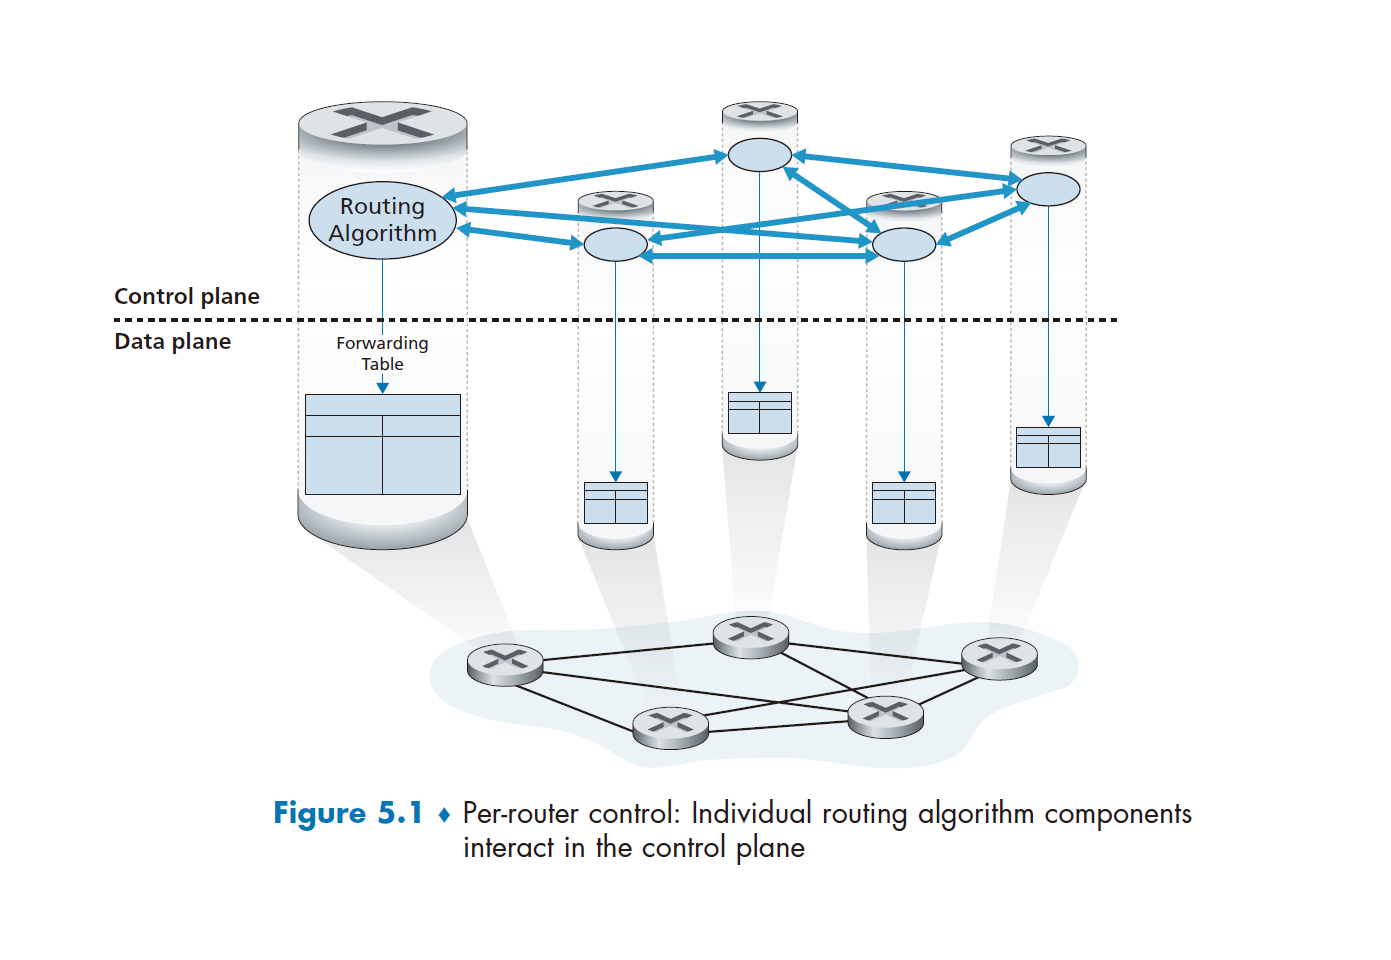 Routing
Algorithm
Control plane
Data plane
Forwarding
Table
Figure 5.1 ♦ Per-router control: Individual routing algorithm components
interact in the control plane